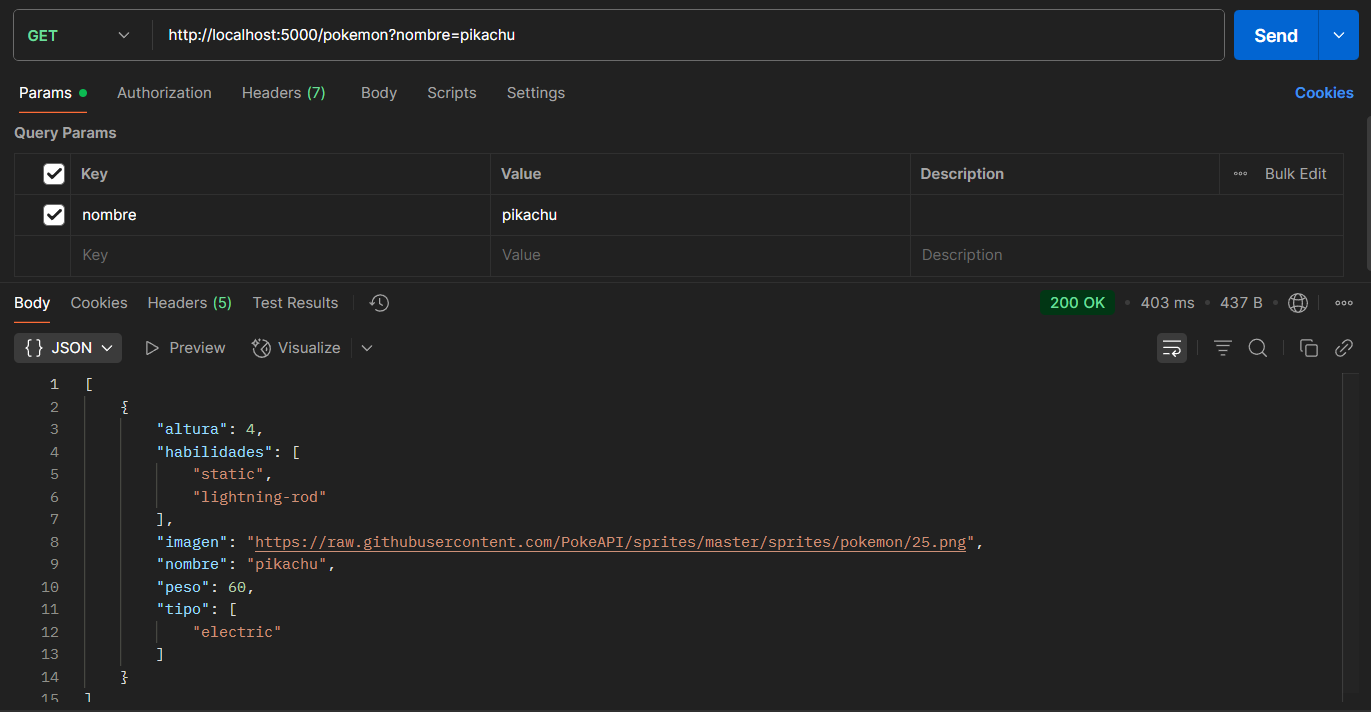 GET http://localhost:5000/pokemon?nombre=pikachu Send
Params Authorization Headers (7) Body Scripts Settings Cookies
Query Params
Key Value Description Bulk Edit
nombre pikachu
Key Value Description
Body Cookies Headers (5) Test Results 200 OK 403 ms 437 B
{} JSON Preview Visualize
1 [
2 {
3 "altura": 4,
4 "habilidades": [
5 "static",
6 "lightning-rod"
7 ],
8 "imagen": "https://raw.githubusercontent.com/PokeAPI/sprites/master/sprites/pokemon/25.png",
9 "nombre": "pikachu",
10 "peso": 60,
11 "tipo": [
12 "electric"
13 ]
14 }
15 ]